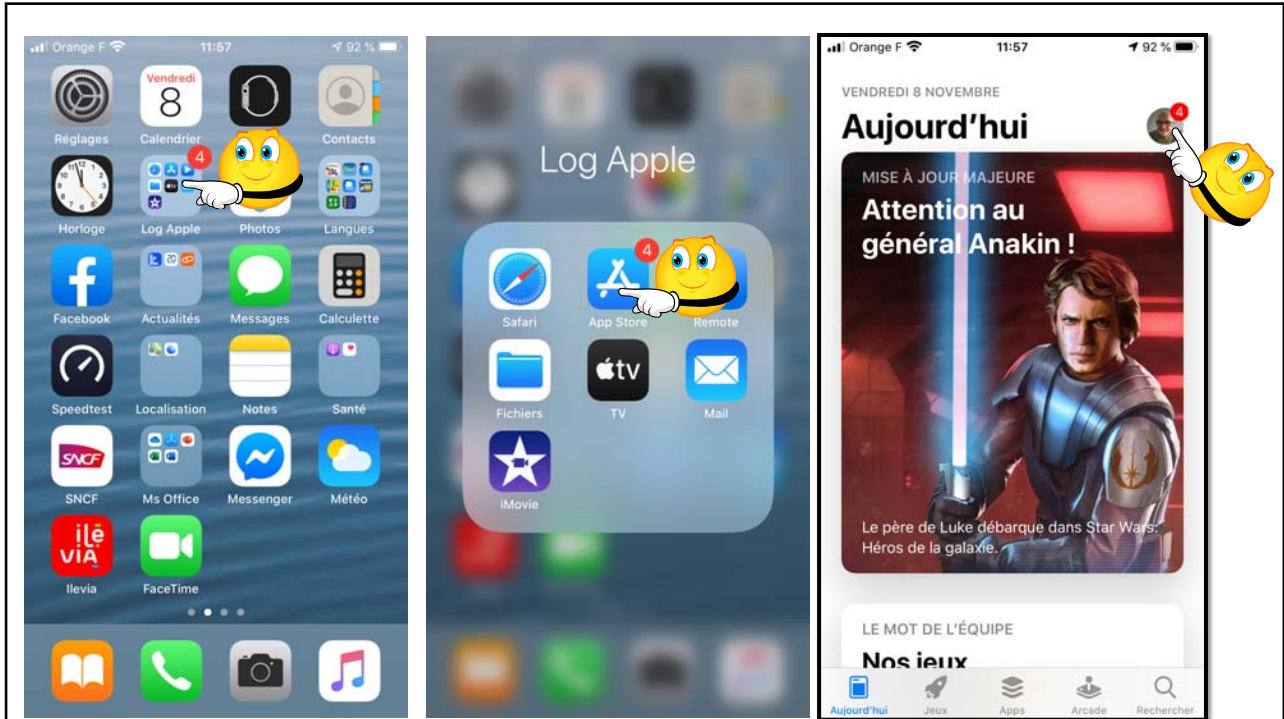 Orange F 11:57 92 %
Vendredi
8
Réglages Calendrier Contacts
4
Horloge Log Apple Photos Langues
Facebook Actualités Messages Calculette
Speedtest Localisation Notes Santé
SNCF
SNCF Ms Office Messenger Météo
ilé
viA
Ilevia FaceTime
Log Apple
4
Safari App Store Remote
tv
Fichiers TV Mail
iMovie
Orange F 11:57 92 %
VENDREDI 8 NOVEMBRE
Aujourd'hui
4
MISE À JOUR MAJEURE
Attention au
général Anakin !
Le père de Luke débarque dans Star Wars:
Héros de la galaxie.
LE MOT DE L'ÉQUIPE
Nos jeux
Aujourd'hui Jeux Apps Arcade Rechercher